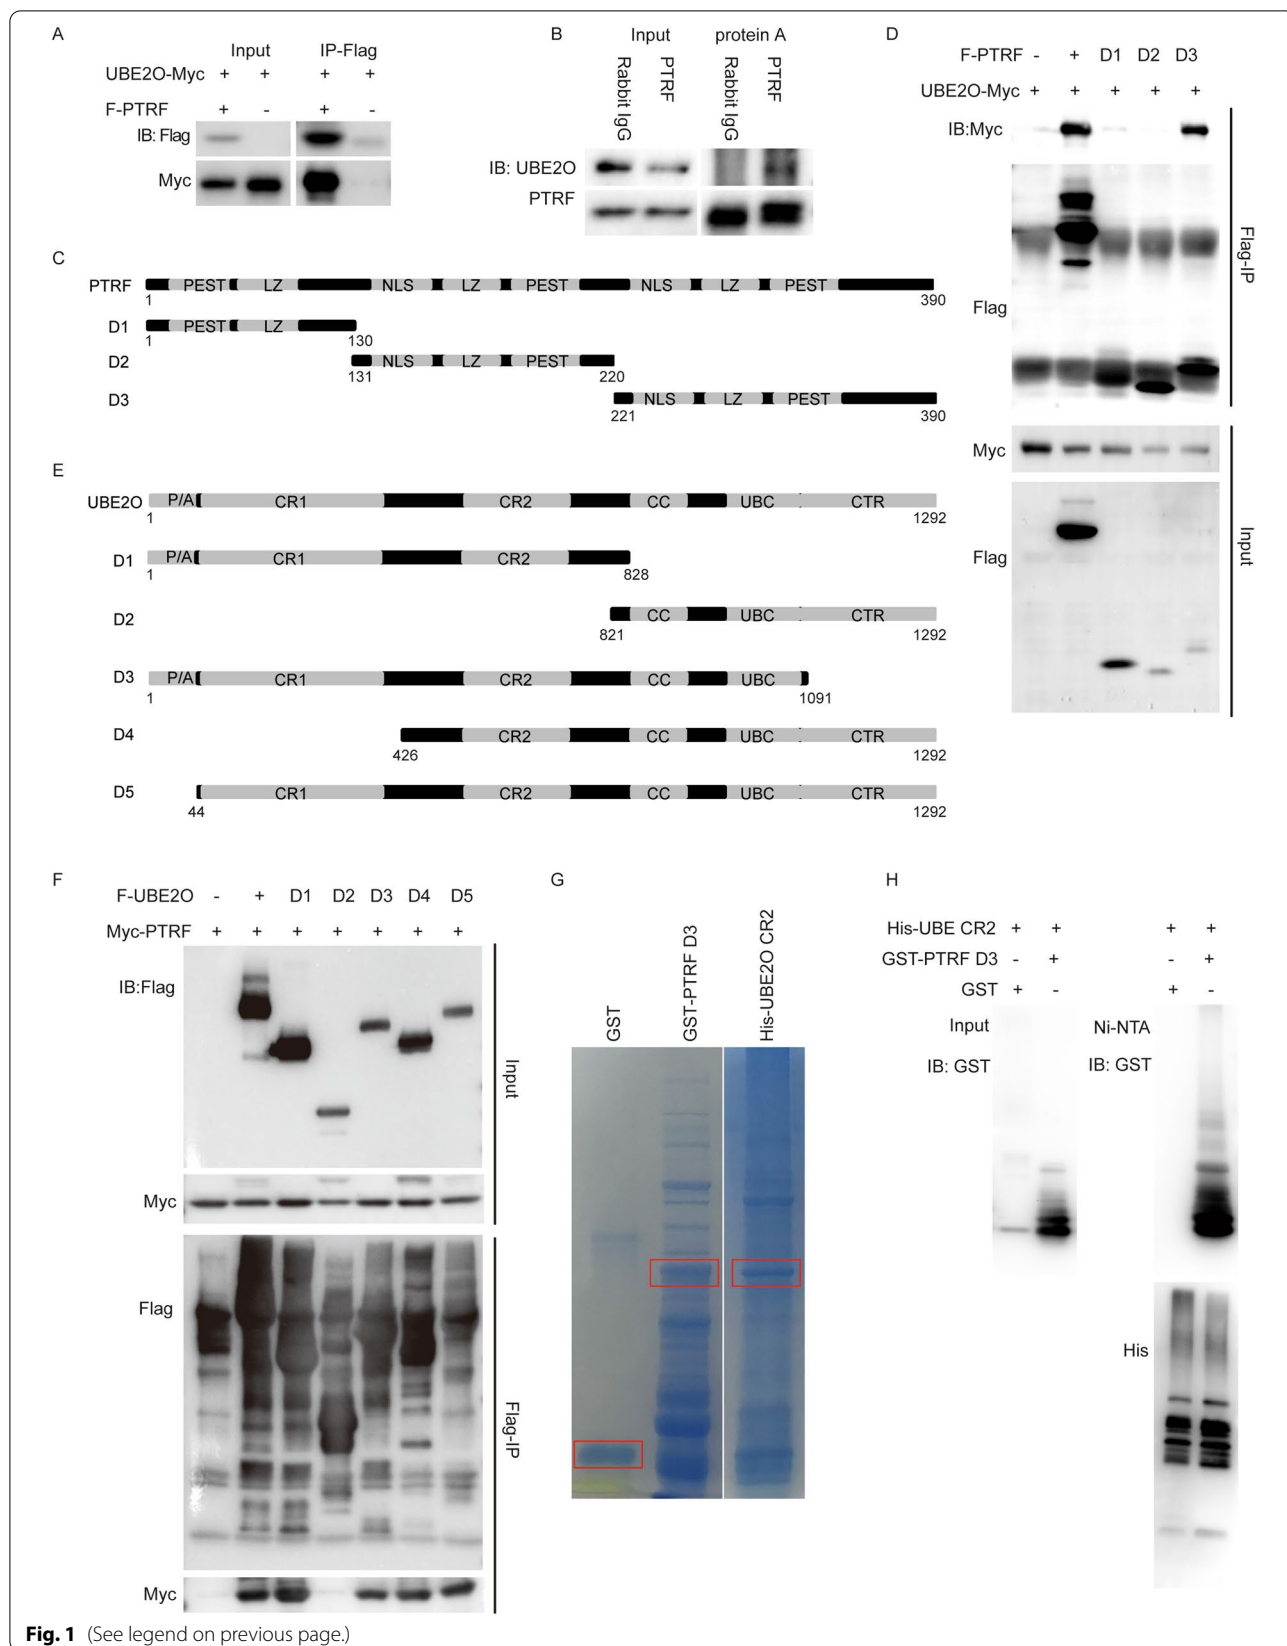 A
Input IP-Flag
UBE2O-Myc + + + +
F-PTRF + - + -
IB: Flag
Myc
B
Input protein A
Rabbit IgG PTRF Rabbit IgG PTRF
IB: UBE2O
PTRF
C
PTRF PEST LZ NLS LZ PEST NLS LZ PEST
1 390
D1 PEST LZ
1 130
D2 NLS LZ PEST
131 220
D3 NLS LZ PEST
221 390
D
F-PTRF - + D1 D2 D3
UBE2O-Myc + + + + +
IB:Myc
Flag
Flag-IP
Myc
Flag
Input
E
UBE2O P/A CR1 CR2 CC UBC CTR
1 1292
D1 P/A CR1 CR2
1 828
D2 CC UBC CTR
821 1292
D3 P/A CR1 CR2 CC UBC
1 1091
D4 CR2 CC UBC CTR
426 1292
D5 CR1 CR2 CC UBC CTR
44 1292
F
F-UBE2O - + D1 D2 D3 D4 D5
Myc-PTRF + + + + + + +
IB:Flag
Input
Myc
Flag
Flag-IP
Myc
G
GST GST-PTRF D3 His-UBE2O CR2
H
His-UBE CR2 + + + +
GST-PTRF D3 - + - +
GST + - + -
Input Ni-NTA
IB: GST IB: GST
His
Fig. 1 (See legend on previous page.)